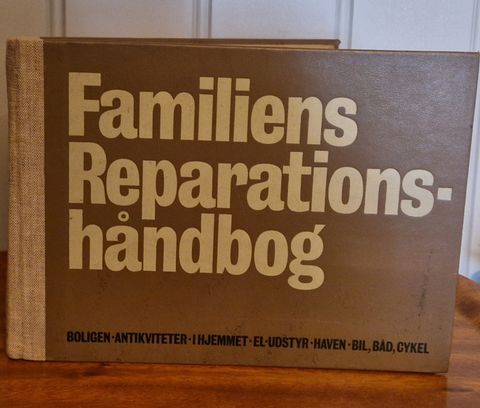 Familiens
Reparations-
håndbog
BOLIGEN·ANTIKVITETER·I HJEMMET·EL-UDSTYR·HAVEN·BIL, BÅD, CYKEL